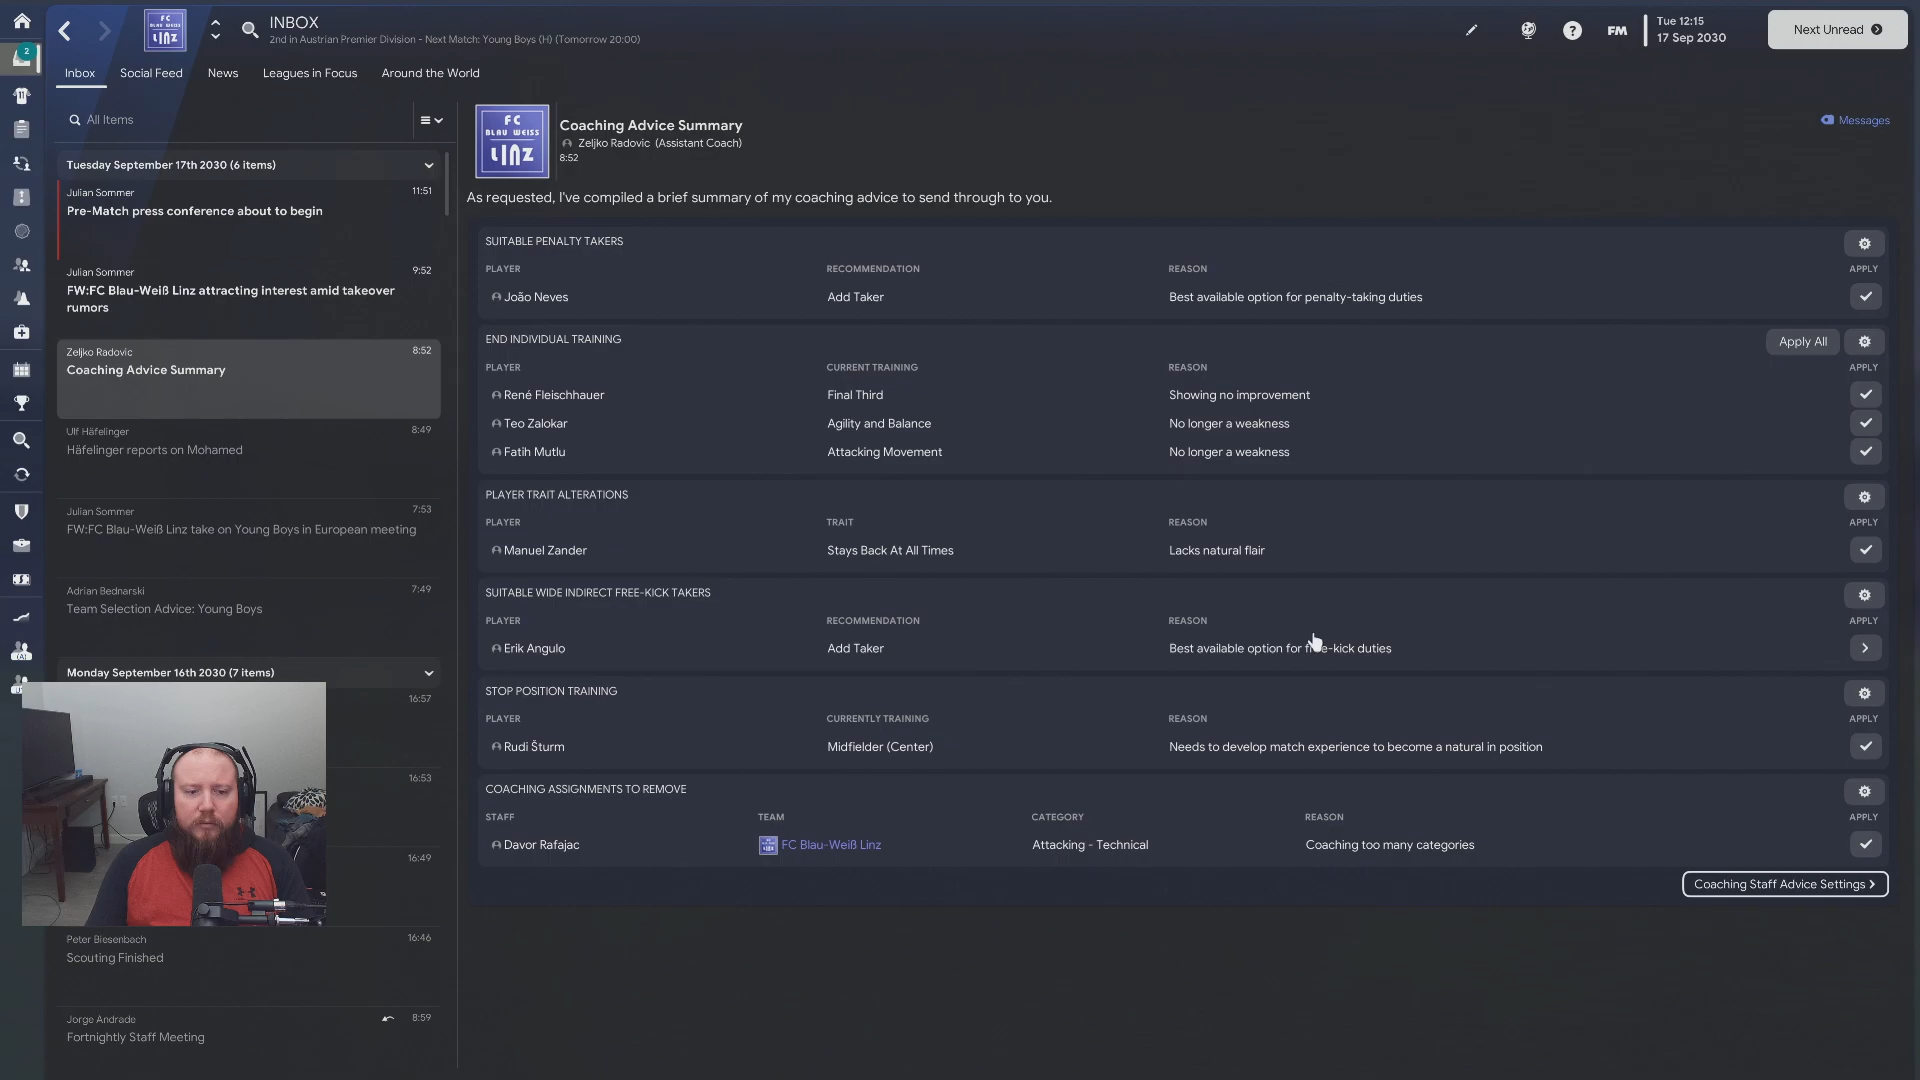 FC
BLAU WEISS
LINZ
INBOX
2nd in Austrian Premier Division - Next Match: Young Boys (H) (Tomorrow 20:00)
FM
Tue 12:15
17 Sep 2030
Next Unread
2
Inbox
Social Feed
News
Leagues in Focus
Around the World
All Items
Tuesday September 17th 2030 (6 items)
Julian Sommer
11:51
Pre-Match press conference about to begin
Julian Sommer
9:52
FW:FC Blau-Weiß Linz attracting interest amid takeover
rumors
Zeljko Radovic
8:52
Coaching Advice Summary
Ulf Häfelinger
8:49
Häfelinger reports on Mohamed
Julian Sommer
7:53
FW:FC Blau-Weiß Linz take on Young Boys in European meeting
Adrian Bednarski
7:49
Team Selection Advice: Young Boys
Monday September 16th 2030 (7 items)
16:57
16:53
16:49
Peter Biesenbach
16:46
Scouting Finished
Jorge Andrade
8:59
Fortnightly Staff Meeting
FC
BLAU WEISS
LINZ
Coaching Advice Summary
Zeljko Radovic (Assistant Coach)
8:52
Messages
As requested, I've compiled a brief summary of my coaching advice to send through to you.
SUITABLE PENALTY TAKERS
PLAYER RECOMMENDATION REASON APPLY
João Neves Add Taker Best available option for penalty-taking duties
END INDIVIDUAL TRAINING
Apply All
PLAYER CURRENT TRAINING REASON APPLY
René Fleischhauer Final Third Showing no improvement
Teo Zalokar Agility and Balance No longer a weakness
Fatih Mutlu Attacking Movement No longer a weakness
PLAYER TRAIT ALTERATIONS
PLAYER TRAIT REASON APPLY
Manuel Zander Stays Back At All Times Lacks natural flair
SUITABLE WIDE INDIRECT FREE-KICK TAKERS
PLAYER RECOMMENDATION REASON APPLY
Erik Angulo Add Taker Best available option for free-kick duties
STOP POSITION TRAINING
PLAYER CURRENTLY TRAINING REASON APPLY
Rudi Šturm Midfielder (Center) Needs to develop match experience to become a natural in position
COACHING ASSIGNMENTS TO REMOVE
STAFF TEAM CATEGORY REASON APPLY
Davor Rafajac FC Blau-Weiß Linz Attacking - Technical Coaching too many categories
Coaching Staff Advice Settings